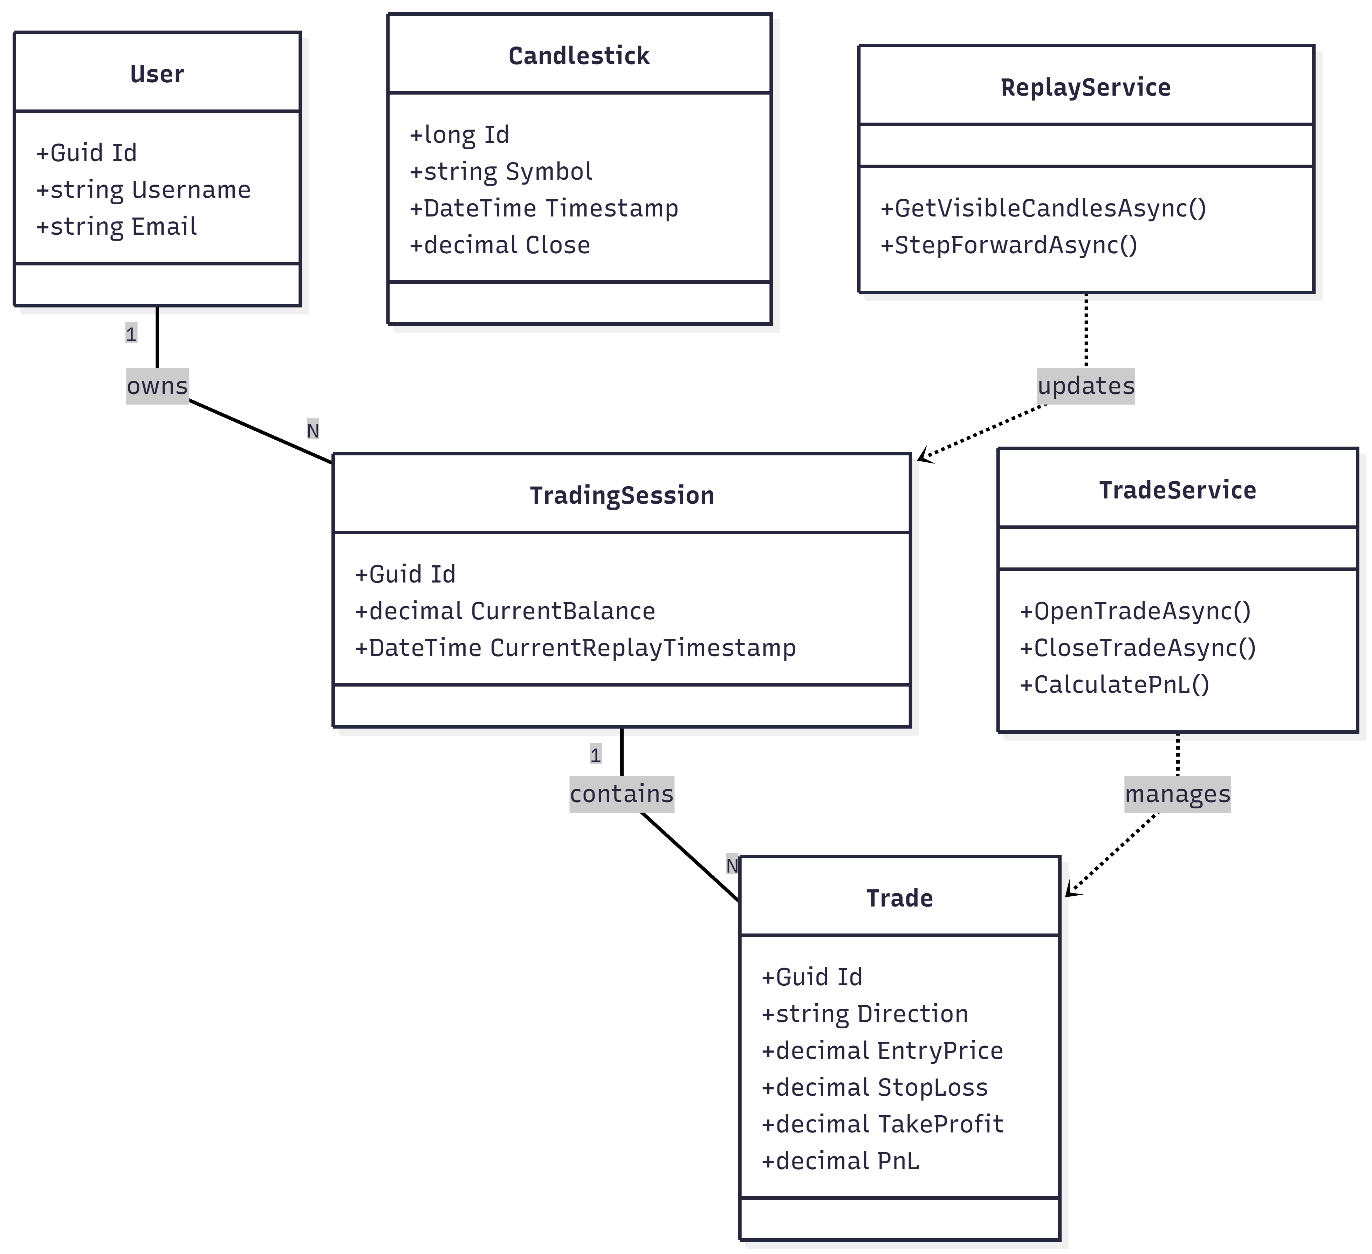 User
+Guid Id
+string Username
+string Email
Candlestick
+long Id
+string Symbol
+DateTime Timestamp
+decimal Close
ReplayService
+GetVisibleCandlesAsync()
+StepForwardAsync()
1
owns
N
updates
TradingSession
+Guid Id
+decimal CurrentBalance
+DateTime CurrentReplayTimestamp
TradeService
+OpenTradeAsync()
+CloseTradeAsync()
+CalculatePnL()
1
contains
N
manages
Trade
+Guid Id
+string Direction
+decimal EntryPrice
+decimal StopLoss
+decimal TakeProfit
+decimal PnL